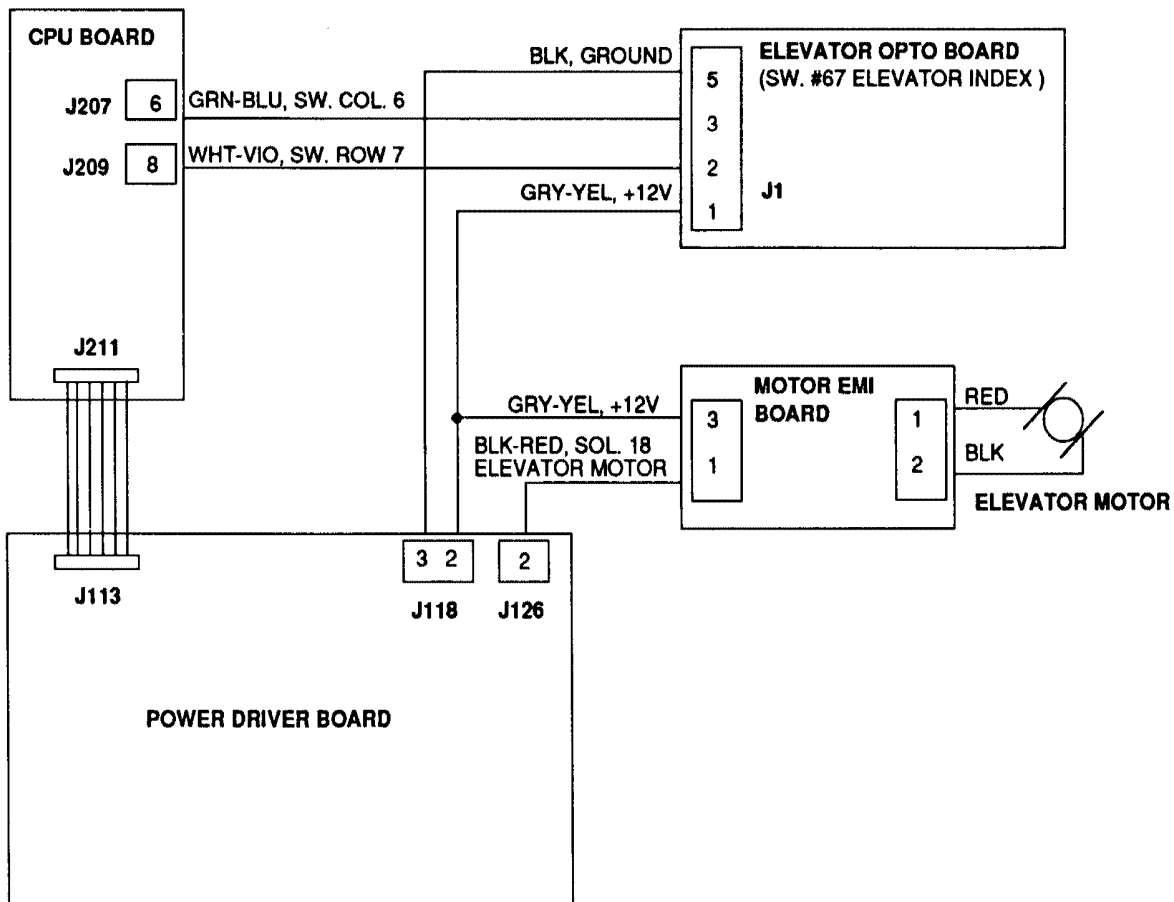 CPU BOARD
J207
6
GRN-BLU, SW. COL. 6
J209
8
WHT-VIO, SW. ROW 7
J211
BLK, GROUND
GRY-YEL, +12V
5
3
2
1
ELEVATOR OPTO BOARD
(SW. #67 ELEVATOR INDEX )
J1
GRY-YEL, +12V
BLK-RED, SOL. 18
ELEVATOR MOTOR
3
1
MOTOR EMI
BOARD
1
2
RED
BLK
ELEVATOR MOTOR
J113
3 2
J118
2
J126
POWER DRIVER BOARD